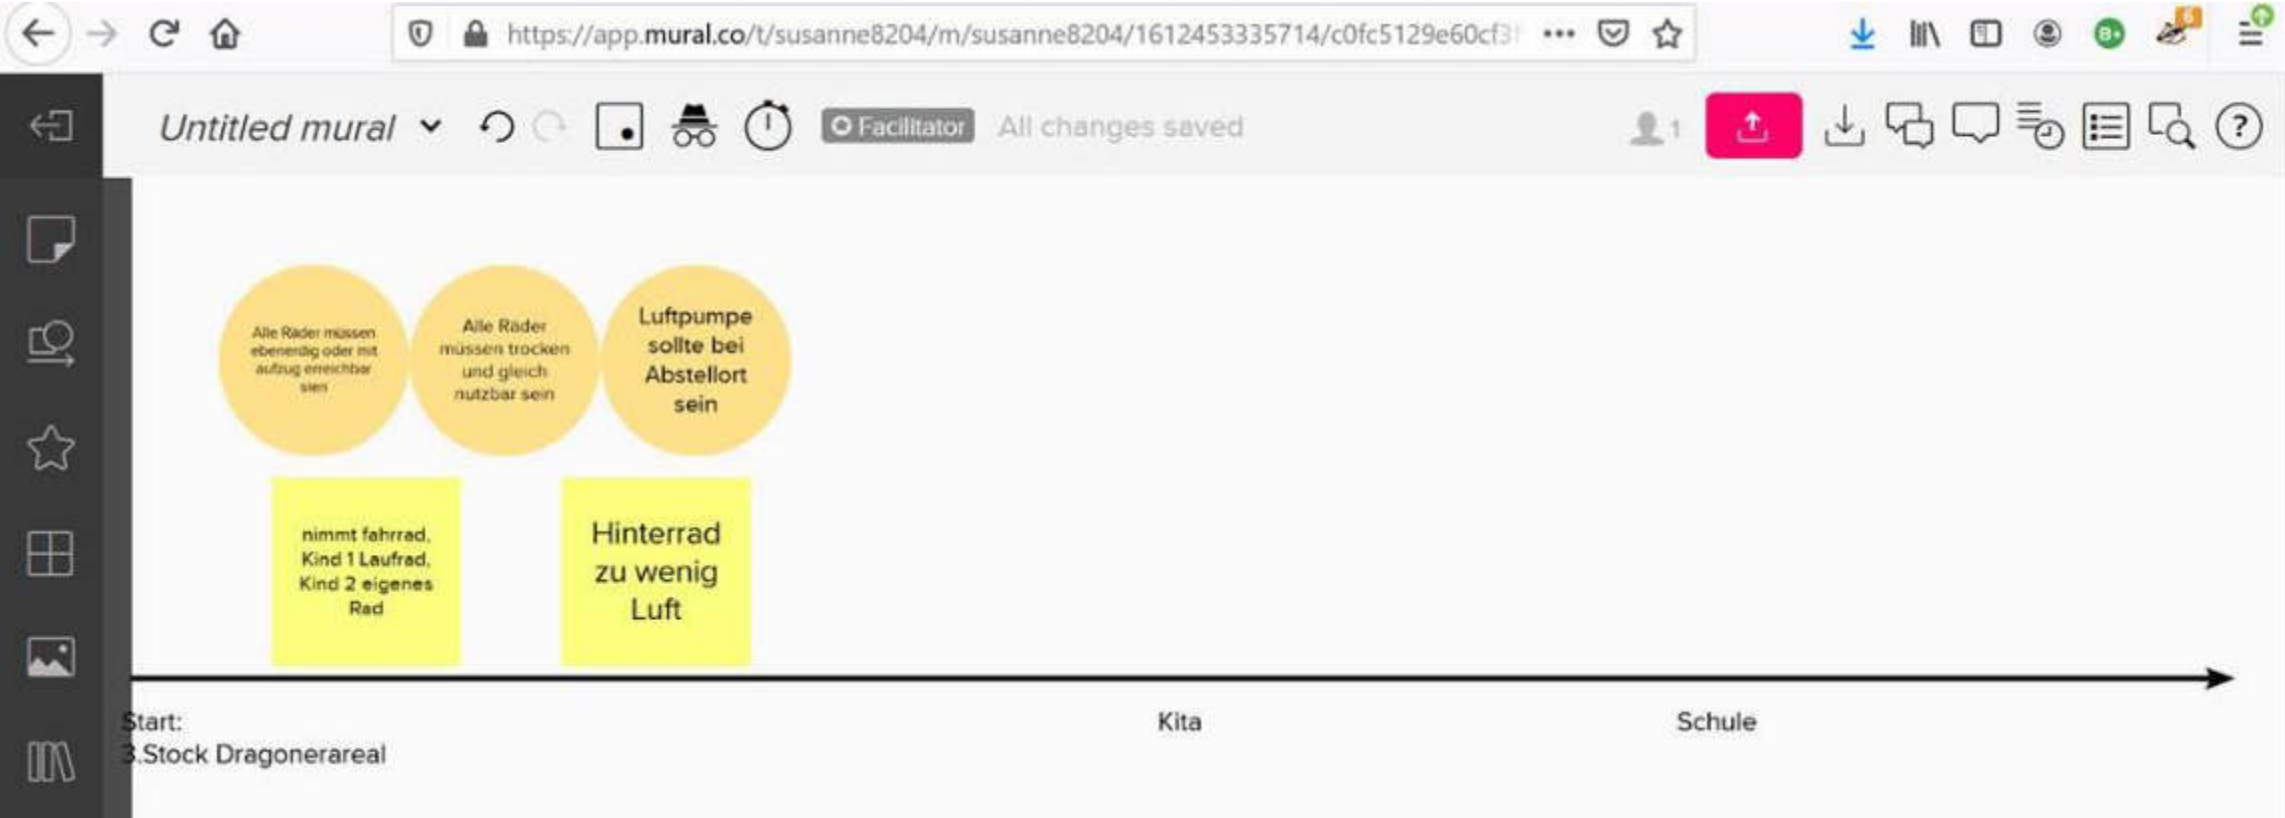 https://app.mural.co/t/susanne8204/m/susanne8204/1612453335714/c0fc5129e60cf3
Untitled mural
Facilitator
All changes saved
1
Alle Räder müssen
ebenerdig oder mit
aufzug erreichbar
sien
Alle Räder
müssen trocken
und gleich
nutzbar sein
Luftpumpe
sollte bei
Abstellort
sein
nimmt fahrrad,
Kind 1 Laufrad,
Kind 2 eigenes
Rad
Hinterrad
zu wenig
Luft
Start:
3.Stock Dragonerareal
Kita
Schule